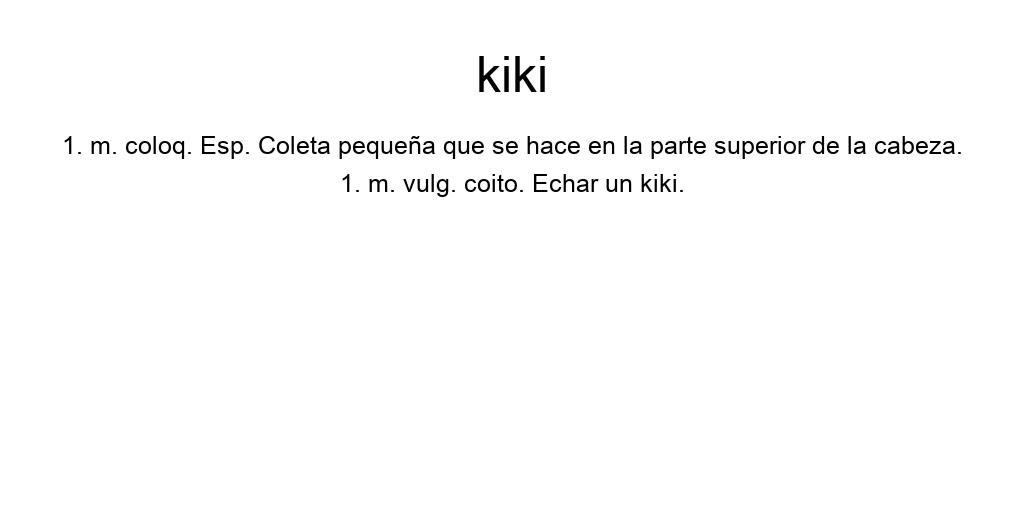 kiki
1. m. coloq. Esp. Coleta pequeña que se hace en la parte superior de la cabeza.
1. m. vulg. coito. Echar un kiki.